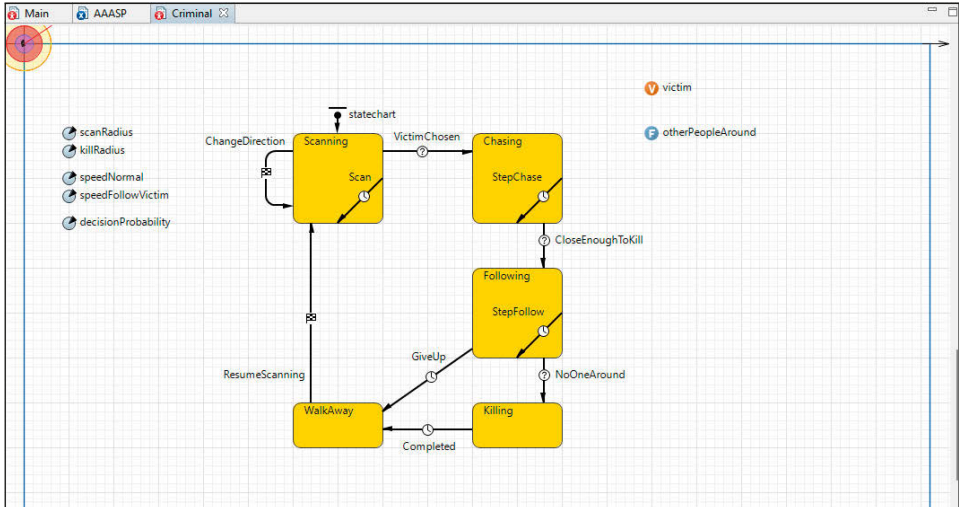 Main
AAASP
Criminal
V victim
statechart
scanRadius
F otherPeopleAround
ChangeDirection
Scanning
VictimChosen
Chasing
killRadius
speedNormal
Scan
StepChase
speedFollowVictim
decisionProbability
CloseEnoughToKill
Following
StepFollow
GiveUp
ResumeScanning
NoOneAround
WalkAway
Killing
Completed